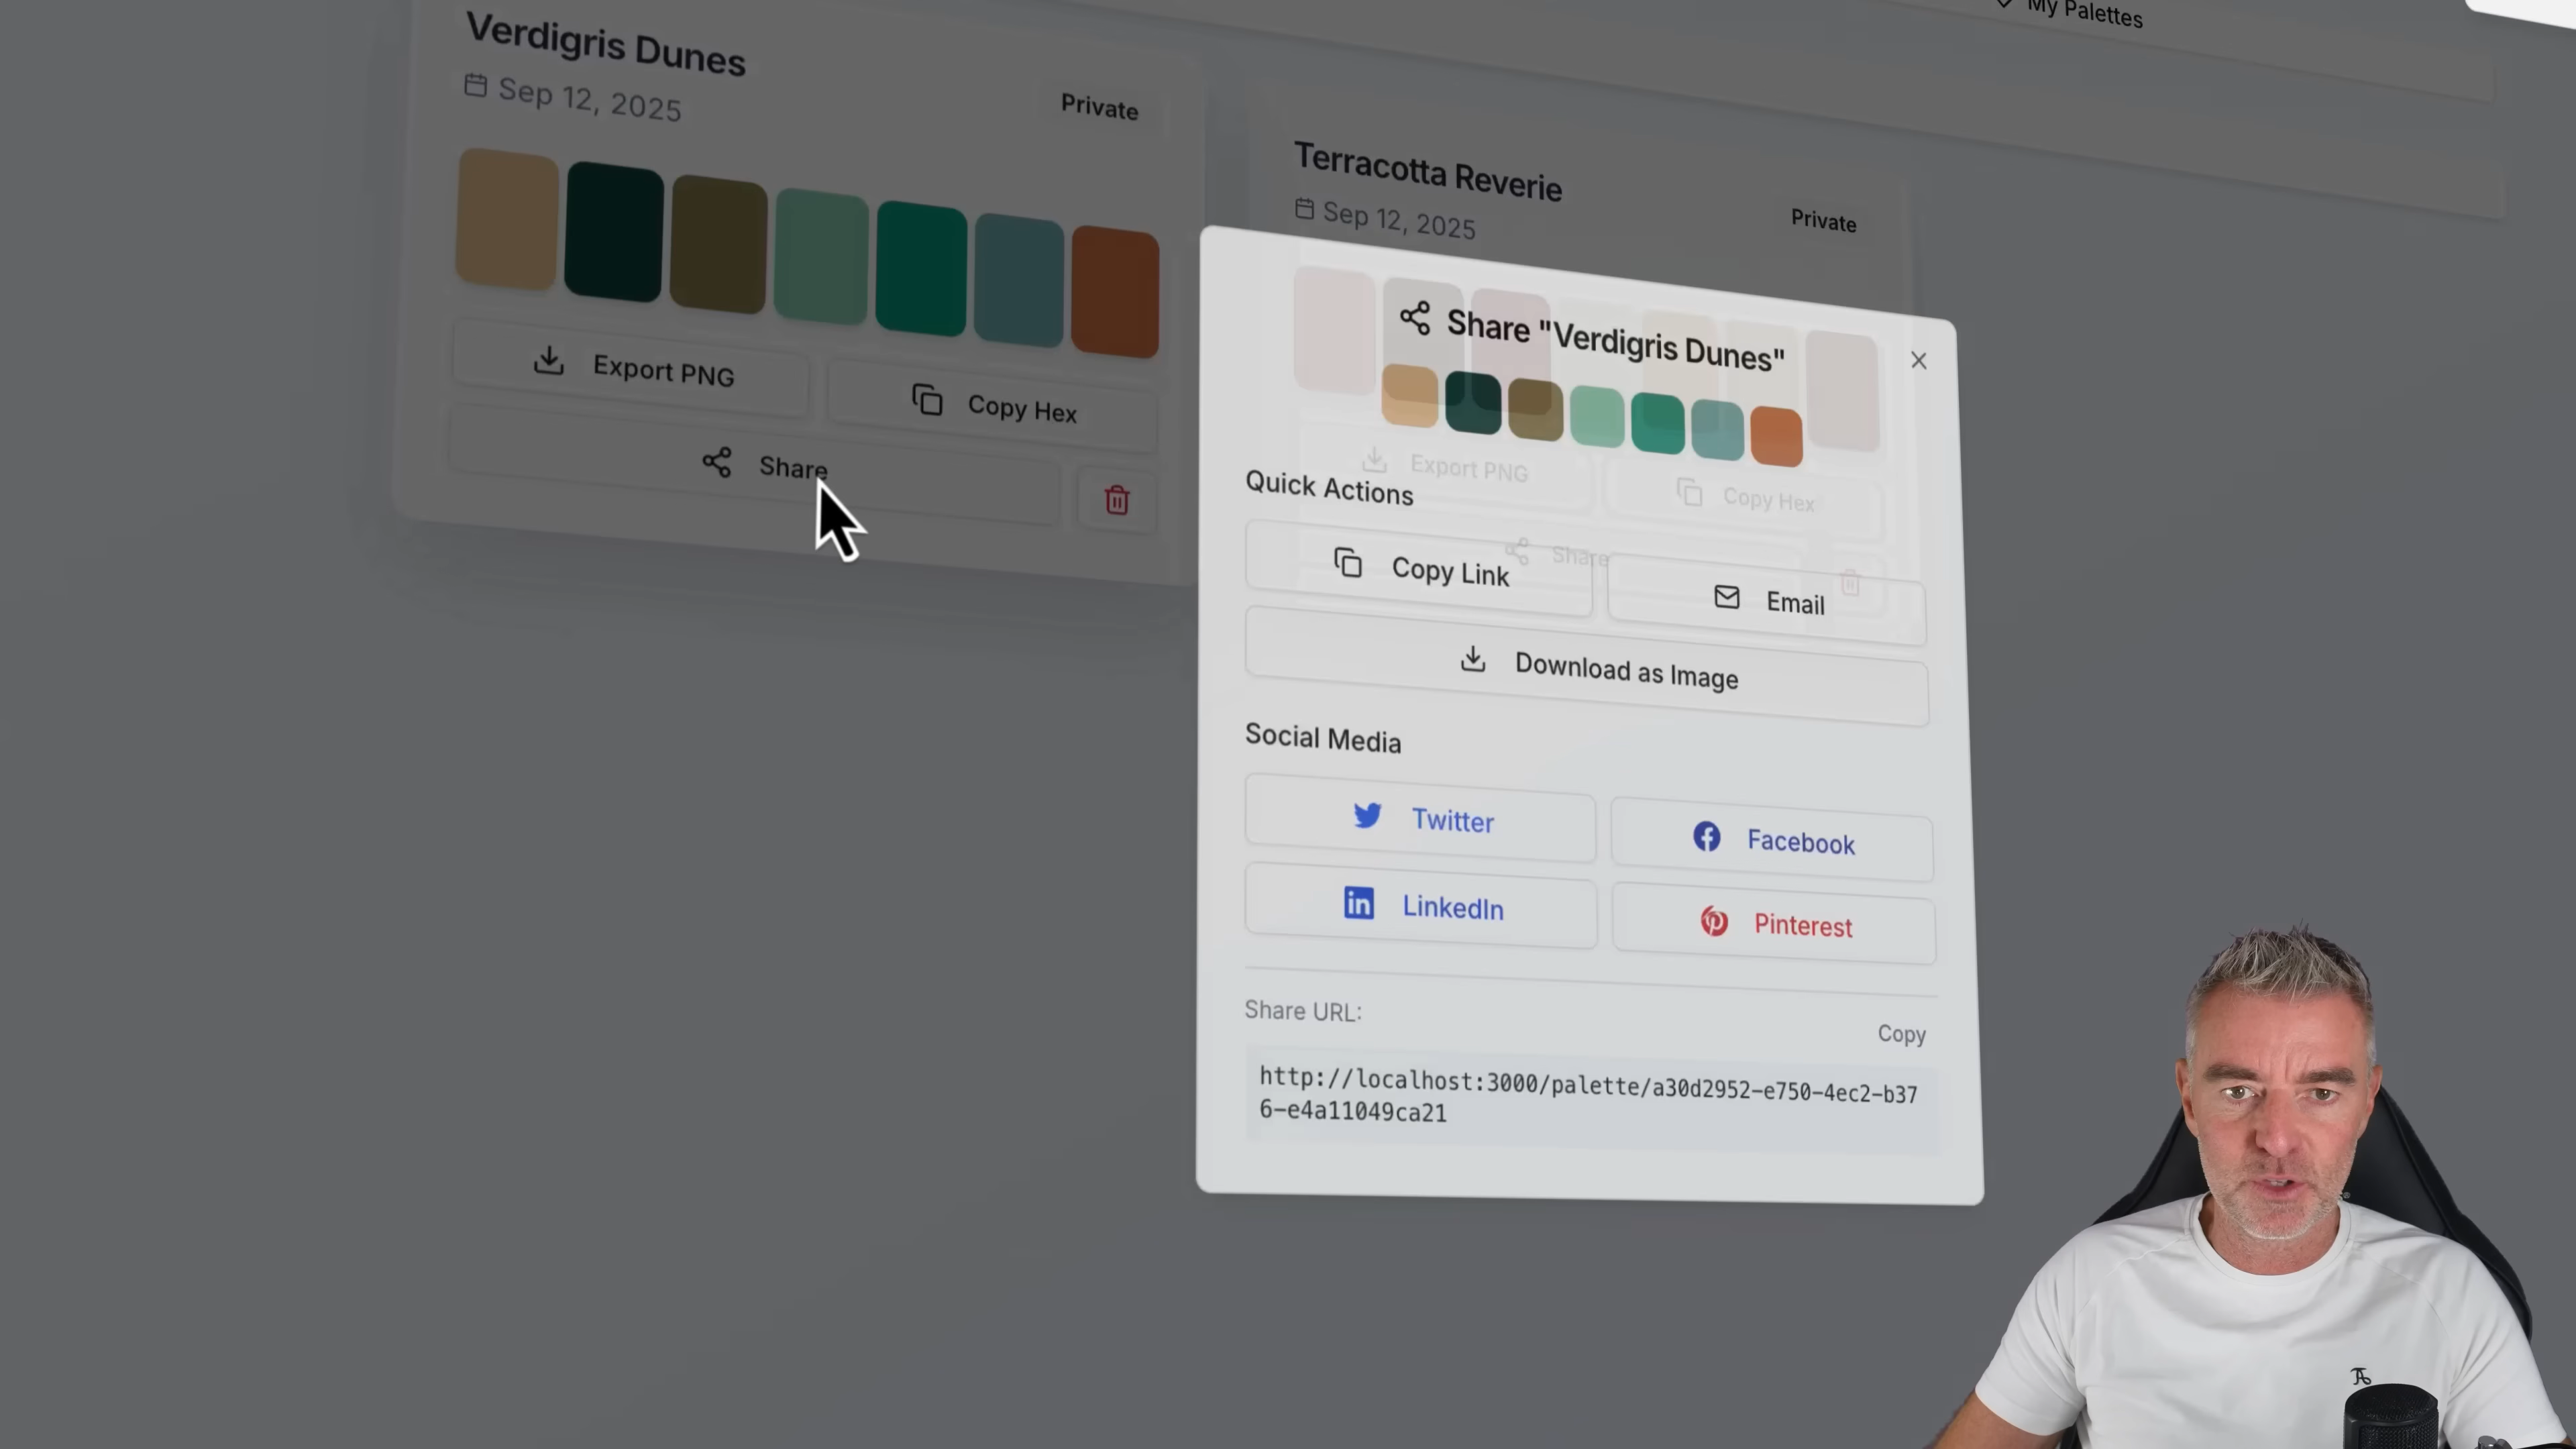 My Palettes
Verdigris Dunes
Sep 12, 2025
Private
Export PNG
Copy Hex
Share
Terracotta Reverie
Sep 12, 2025
Private
Export PNG
Copy Hex
Share
Share "Verdigris Dunes"
Quick Actions
Copy Link
Email
Download as Image
Social Media
Twitter
Facebook
LinkedIn
Pinterest
Share URL:
Copy
http://localhost:3000/palette/a30d2952-e750-4ec2-b37
6-e4a11049ca21